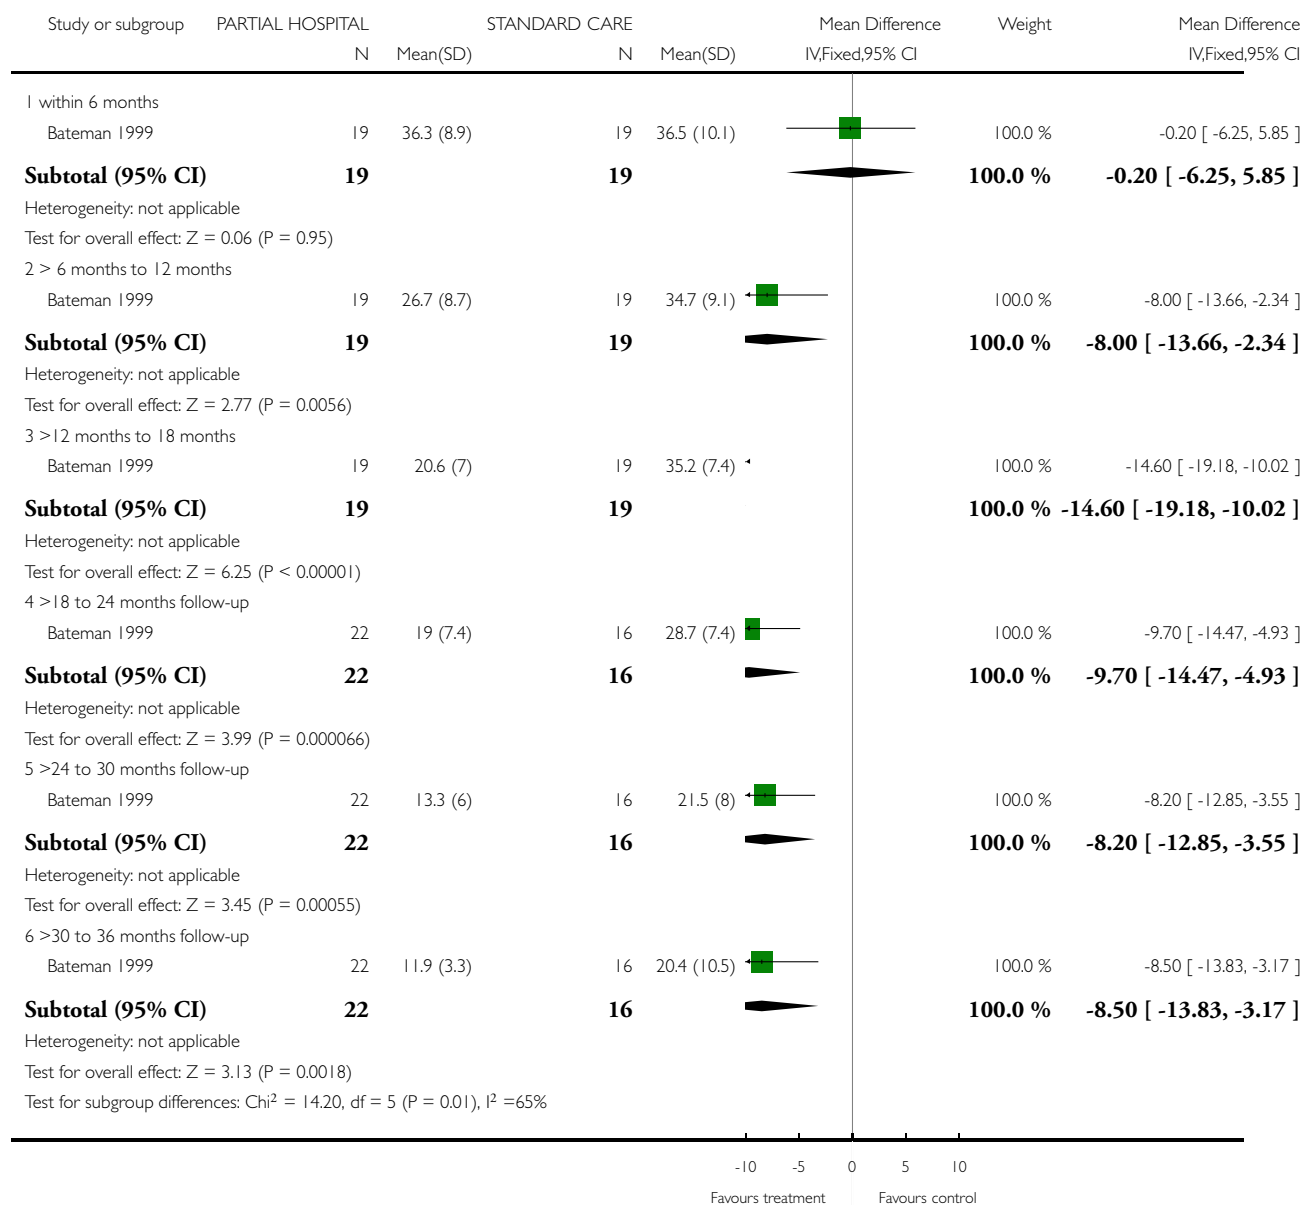 Study or subgroup PARTIAL HOSPITAL STANDARD CARE Mean Difference Weight Mean Difference
N Mean(SD) N Mean(SD) IV,Fixed,95% CI IV,Fixed,95% CI
1 within 6 months
Bateman 1999 19 36.3 (8.9) 19 36.5 (10.1) 100.0 % -0.20 [ -6.25, 5.85 ]
Subtotal (95% CI) 19 19 100.0 % -0.20 [ -6.25, 5.85 ]
Heterogeneity: not applicable
Test for overall effect: Z = 0.06 (P = 0.95)
2 > 6 months to 12 months
Bateman 1999 19 26.7 (8.7) 19 34.7 (9.1) 100.0 % -8.00 [ -13.66, -2.34 ]
Subtotal (95% CI) 19 19 100.0 % -8.00 [ -13.66, -2.34 ]
Heterogeneity: not applicable
Test for overall effect: Z = 2.77 (P = 0.0056)
3 >12 months to 18 months
Bateman 1999 19 20.6 (7) 19 35.2 (7.4) 100.0 % -14.60 [ -19.18, -10.02 ]
Subtotal (95% CI) 19 19 100.0 % -14.60 [ -19.18, -10.02 ]
Heterogeneity: not applicable
Test for overall effect: Z = 6.25 (P < 0.00001)
4 >18 to 24 months follow-up
Bateman 1999 22 19 (7.4) 16 28.7 (7.4) 100.0 % -9.70 [ -14.47, -4.93 ]
Subtotal (95% CI) 22 16 100.0 % -9.70 [ -14.47, -4.93 ]
Heterogeneity: not applicable
Test for overall effect: Z = 3.99 (P = 0.000066)
5 >24 to 30 months follow-up
Bateman 1999 22 13.3 (6) 16 21.5 (8) 100.0 % -8.20 [ -12.85, -3.55 ]
Subtotal (95% CI) 22 16 100.0 % -8.20 [ -12.85, -3.55 ]
Heterogeneity: not applicable
Test for overall effect: Z = 3.45 (P = 0.00055)
6 >30 to 36 months follow-up
Bateman 1999 22 11.9 (3.3) 16 20.4 (10.5) 100.0 % -8.50 [ -13.83, -3.17 ]
Subtotal (95% CI) 22 16 100.0 % -8.50 [ -13.83, -3.17 ]
Heterogeneity: not applicable
Test for overall effect: Z = 3.13 (P = 0.0018)
Test for subgroup differences: Chi² = 14.20, df = 5 (P = 0.01), I² =65%
-10 -5 0 5 10
Favours treatment Favours control